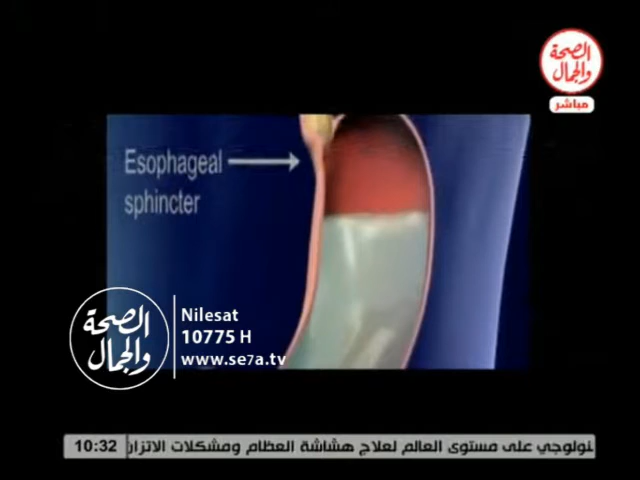 الصحة
والجمال
مباشر
Esophageal
sphincter
الصحة
والجمال
Nilesat
10775 H
www.se7a.tv
نولوجي على مستوى العالم لعلاج هشاشة العظام ومشكلات الاتزان
10:32